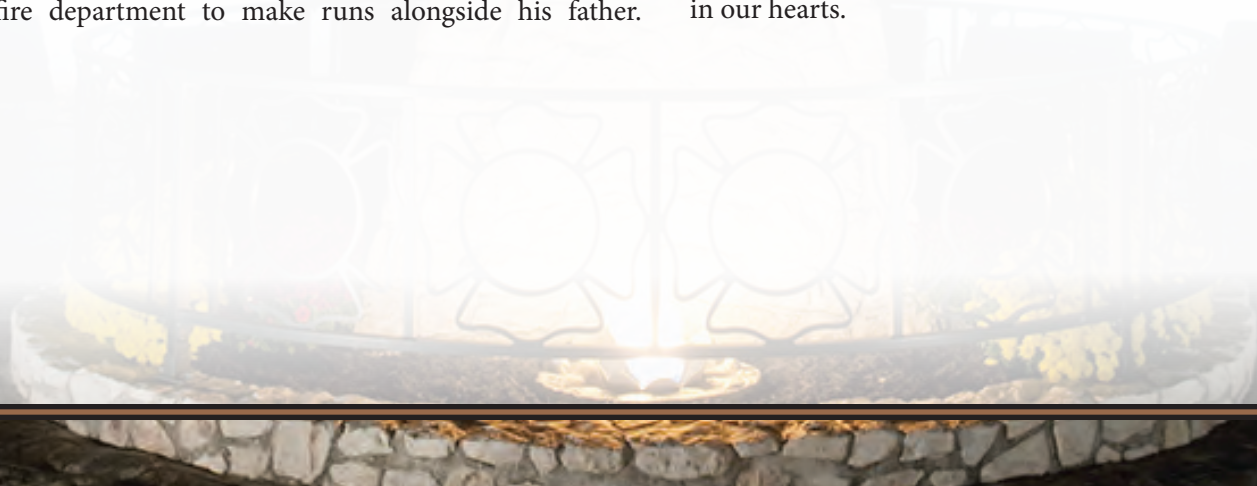 fire department to make runs alongside his father.
in our hearts.